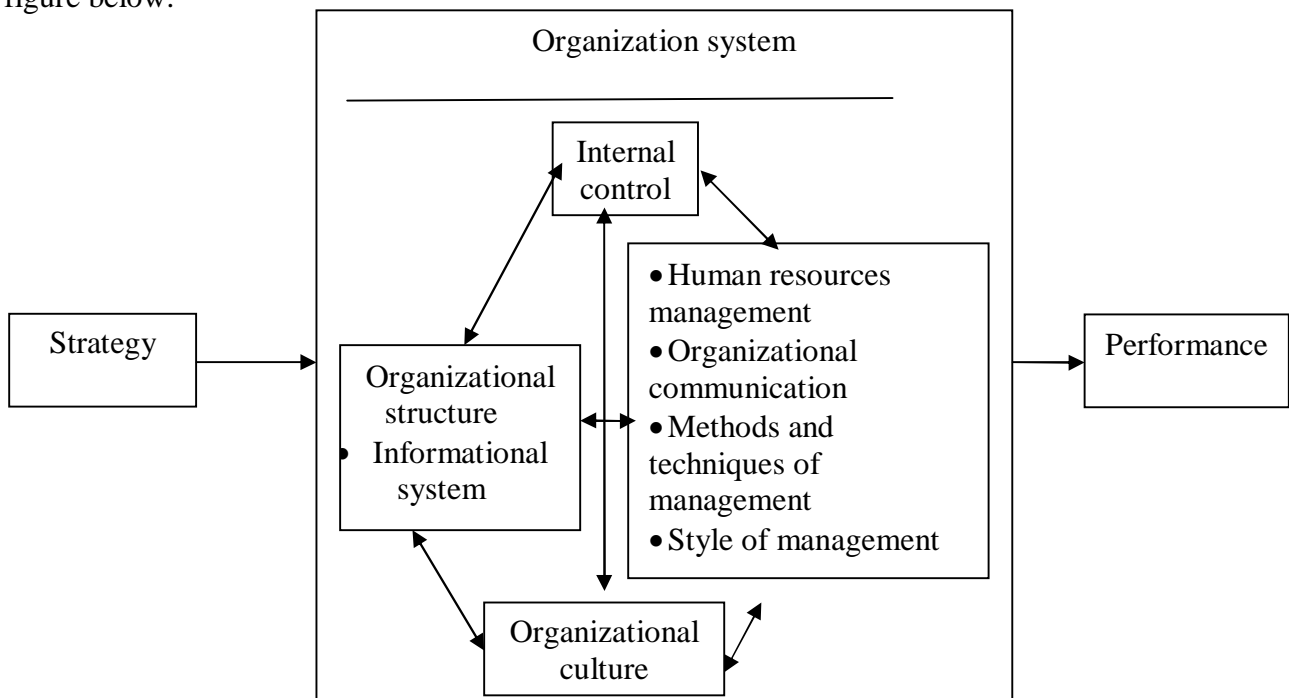 figure below.
Organization system
Internal
control
• Human resources
management
• Organizational
communication
• Methods and
techniques of
management
• Style of management
Strategy
Performance
Organizational
structure
• Informational
system
Organizational
culture